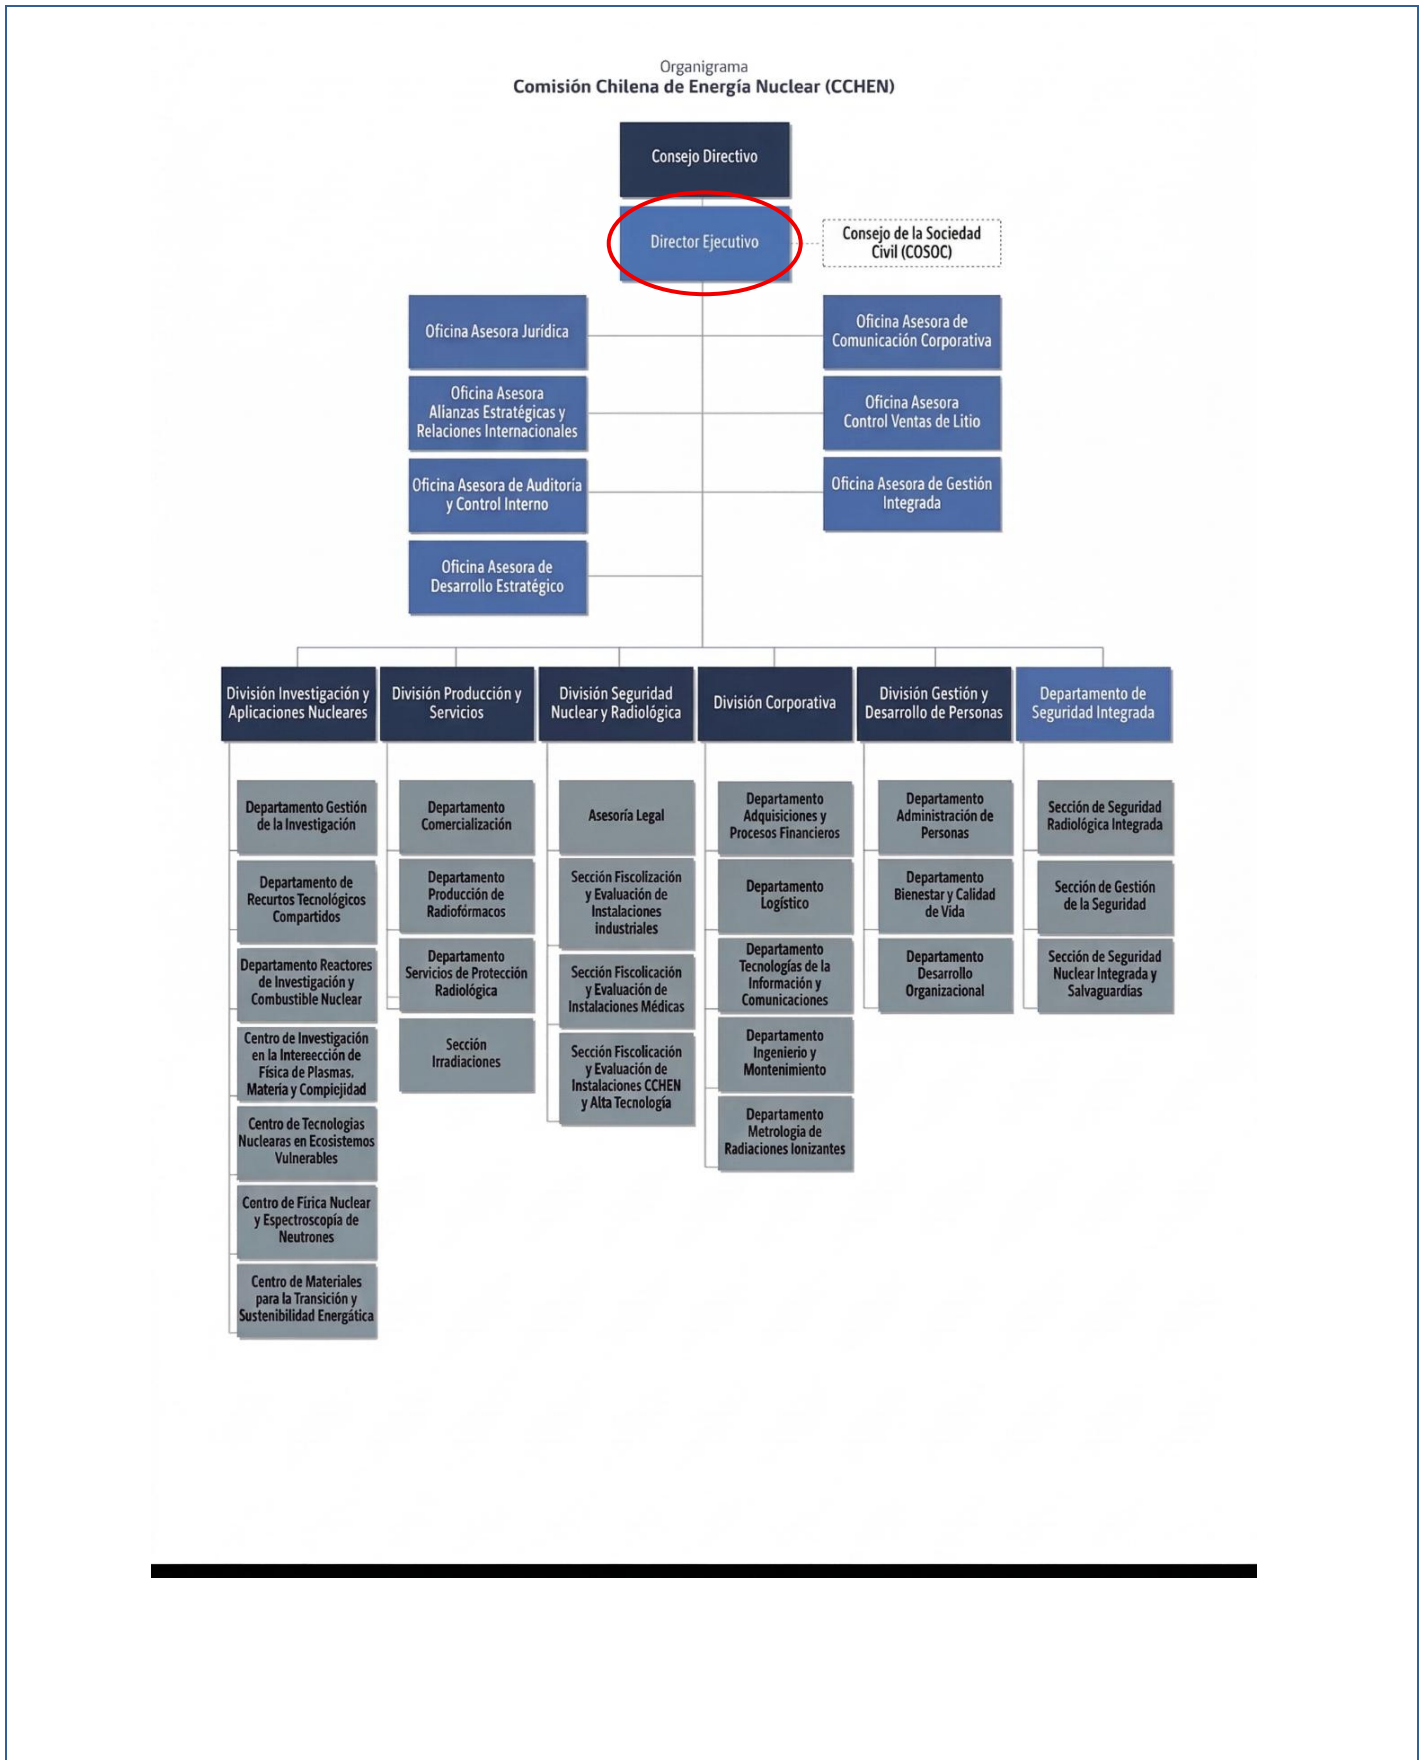 Organigrama
Comisión Chilena de Energía Nuclear (CCHEN)
Consejo Directivo
Director Ejecutivo
Consejo de la Sociedad
Civil (COSOC)
Oficina Asesora Jurídica
Oficina Asesora de
Comunicación Corporativa
Oficina Asesora
Alianzas Estratégicas y
Relaciones Internacionales
Oficina Asesora
Control Ventas de Litio
Oficina Asesora de Auditoría
y Control Interno
Oficina Asesora de Gestión
Integrada
Oficina Asesora de
Desarrollo Estratégico
División Investigación y
Aplicaciones Nucleares
División Producción y
Servicios
División Seguridad
Nuclear y Radiológica
División Corporativa
División Gestión y
Desarrollo de Personas
Departamento de
Seguridad Integrada
Departamento Gestión
de la Investigación
Departamento de
Recurtos Tecnológicos
Compartidos
Departamento Reactores
de Investigación y
Combustible Nuclear
Centro de Investigación
en la Intereección de
Física de Plasmas.
Materia y Compiejidad
Centro de Tecnologias
Nuclearas en Ecosistemos
Vulnerables
Centro de Firica Nuclear
y Espectroscopía de
Neutrones
Centro de Materiales
para la Transición y
Sustenibilidad Energática
Departamento
Comercialización
Departamento
Producción de
Radiofórmacos
Departamento
Servicios de Protección
Radiológica
Sección
Irradiaciones
Asesoría Legal
Sección Fiscolización
y Evaluación de
Instalaciones
industriales
Sección Fiscolicación
y Evaluación de
Instalaciones Médicas
Sección Fiscolicación
y Evaluación de
Instalaciones CCHEN
y Alta Tecnología
Departamento
Adquisiciones y
Procesos Financieros
Departamento
Logístico
Departamento
Tecnologías de la
Información y
Comunicaciones
Departamento
Ingenierio y
Montenimiento
Departamento
Metrologia de
Radiaciones Ionizantes
Departamento
Administración de
Personas
Departamento
Bienestar y Calidad
de Vida
Departamento
Desarrollo
Organizacional
Sección de Seguridad
Radiológica Integrada
Sección de Gestión
de la Seguridad
Sección de Seguridad
Nuclear Integrada y
Salvaguardias